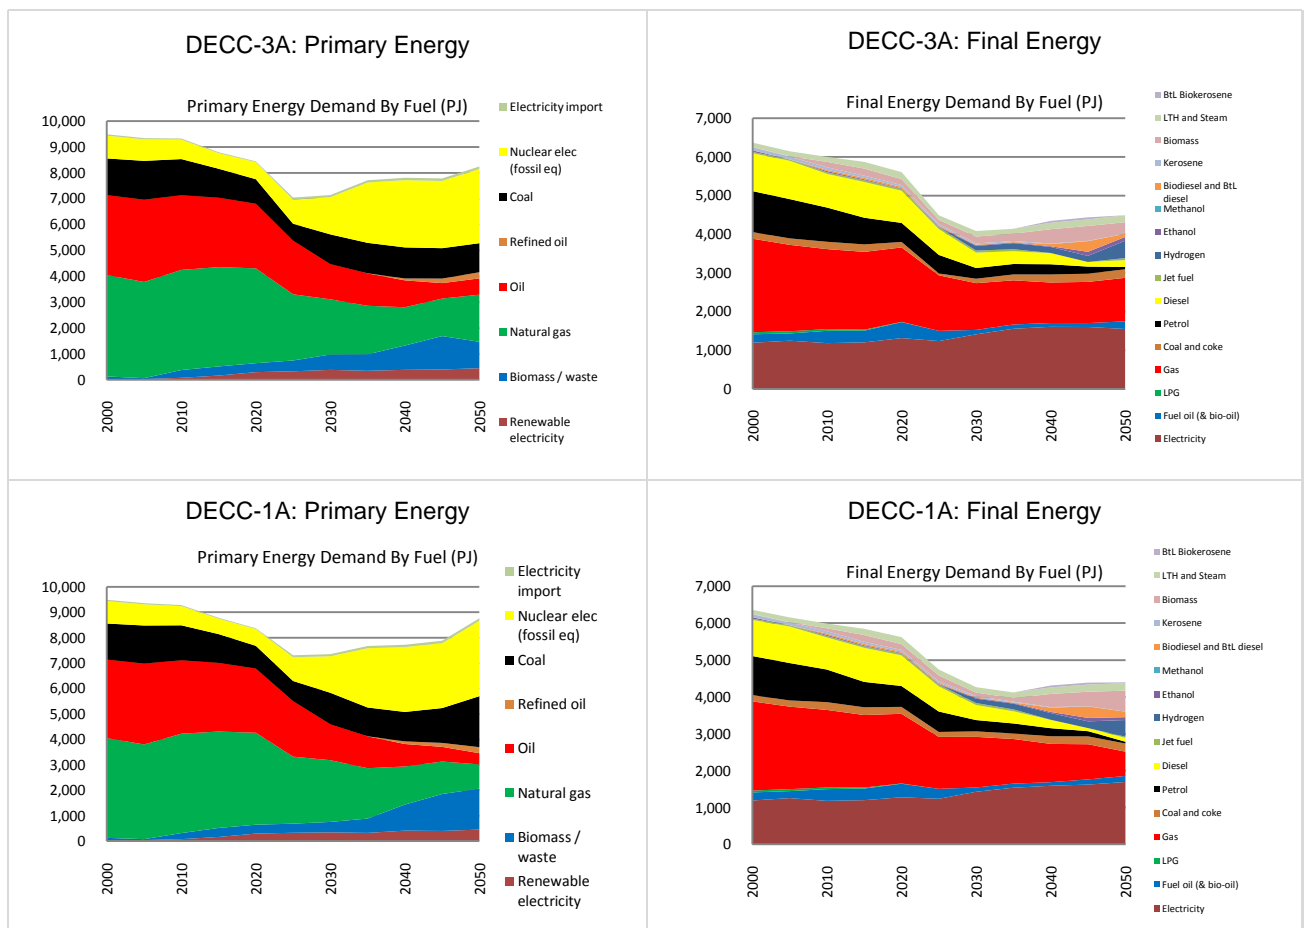 DECC-3A: Primary Energy
Primary Energy Demand By Fuel (PJ)
10,000
9,000
8,000
7,000
6,000
5,000
4,000
3,000
2,000
1,000
0
2000
2010
2020
2030
2040
2050
Electricity import
Nuclear elec
(fossil eq)
Coal
Refined oil
Oil
Natural gas
Biomass / waste
Renewable
electricity
DECC-3A: Final Energy
Final Energy Demand By Fuel (PJ)
7,000
6,000
5,000
4,000
3,000
2,000
1,000
0
2000
2010
2020
2030
2040
2050
BtL Biokerosene
LTH and Steam
Biomass
Kerosene
Biodiesel and BtL
diesel
Methanol
Ethanol
Hydrogen
Jet fuel
Diesel
Petrol
Coal and coke
Gas
LPG
Fuel oil (& bio-oil)
Electricity
DECC-1A: Primary Energy
Primary Energy Demand By Fuel (PJ)
10,000
9,000
8,000
7,000
6,000
5,000
4,000
3,000
2,000
1,000
0
2000
2010
2020
2030
2040
2050
Electricity
import
Nuclear elec
(fossil eq)
Coal
Refined oil
Oil
Natural gas
Biomass /
waste
Renewable
electricity
DECC-1A: Final Energy
Final Energy Demand By Fuel (PJ)
7,000
6,000
5,000
4,000
3,000
2,000
1,000
0
2000
2010
2020
2030
2040
2050
BtL Biokerosene
LTH and Steam
Biomass
Kerosene
Biodiesel and BtL diesel
Methanol
Ethanol
Hydrogen
Jet fuel
Diesel
Petrol
Coal and coke
Gas
LPG
Fuel oil (& bio-oil)
Electricity